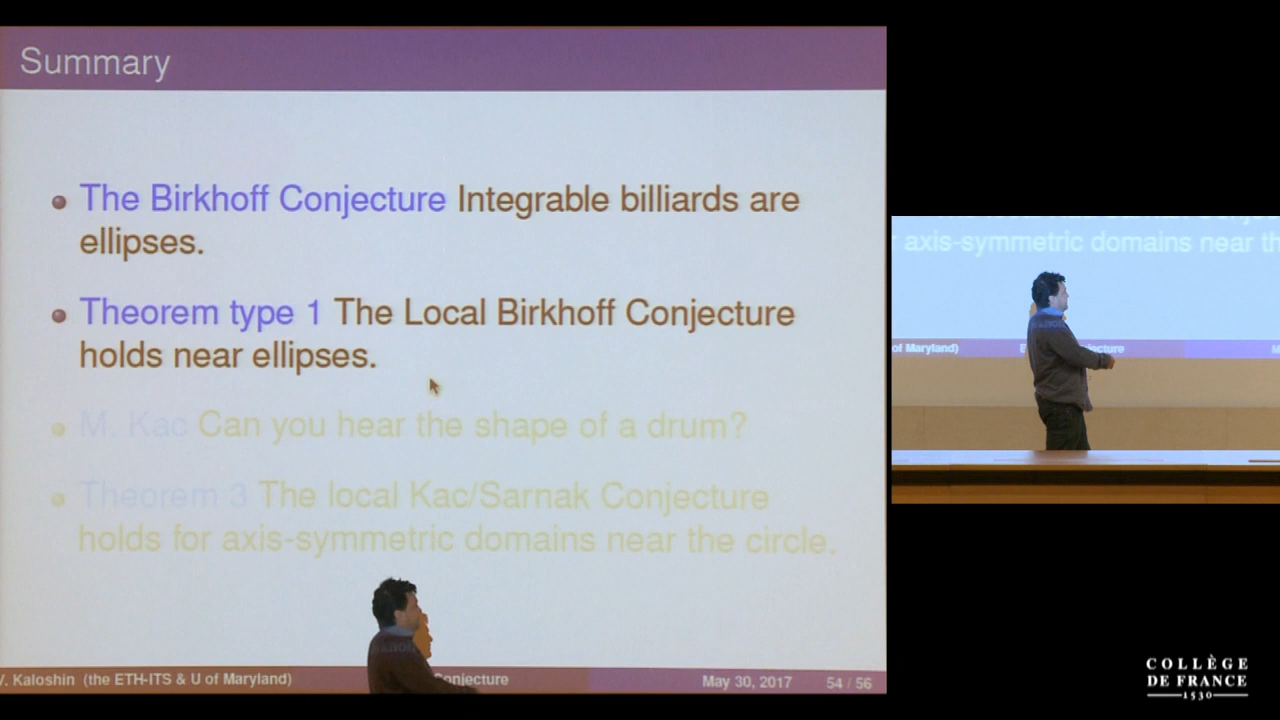 Summary
The Birkhoff Conjecture Integrable billiards are
ellipses.
Theorem type 1 The Local Birkhoff Conjecture
holds near ellipses.
M. Kac Can you hear the shape of a drum?
Theorem 3 The local Kac/Sarnak Conjecture
holds for axis-symmetric domains near the circle.
V. Kaloshin (the ETH-ITS & U of Maryland)
Conjecture
May 30, 2017
54 / 56
axis-symmetric domains near th
of Maryland)
COLLÈGE
DE FRANCE
1530